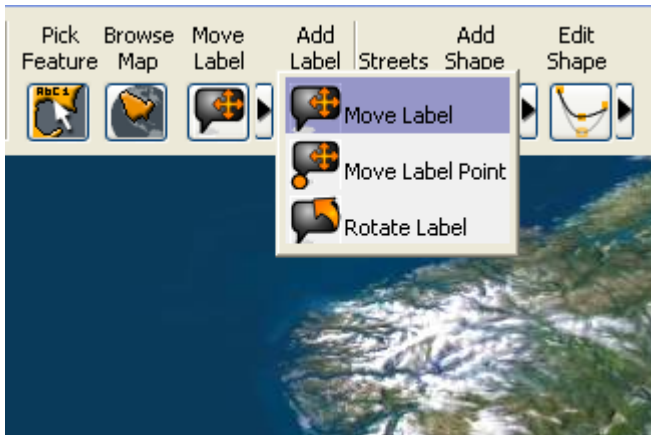 Pick Browse Move Add Add Edit
Feature Map Label Label Streets Shape Shape
AbC1
Move Label
Move Label Point
Rotate Label